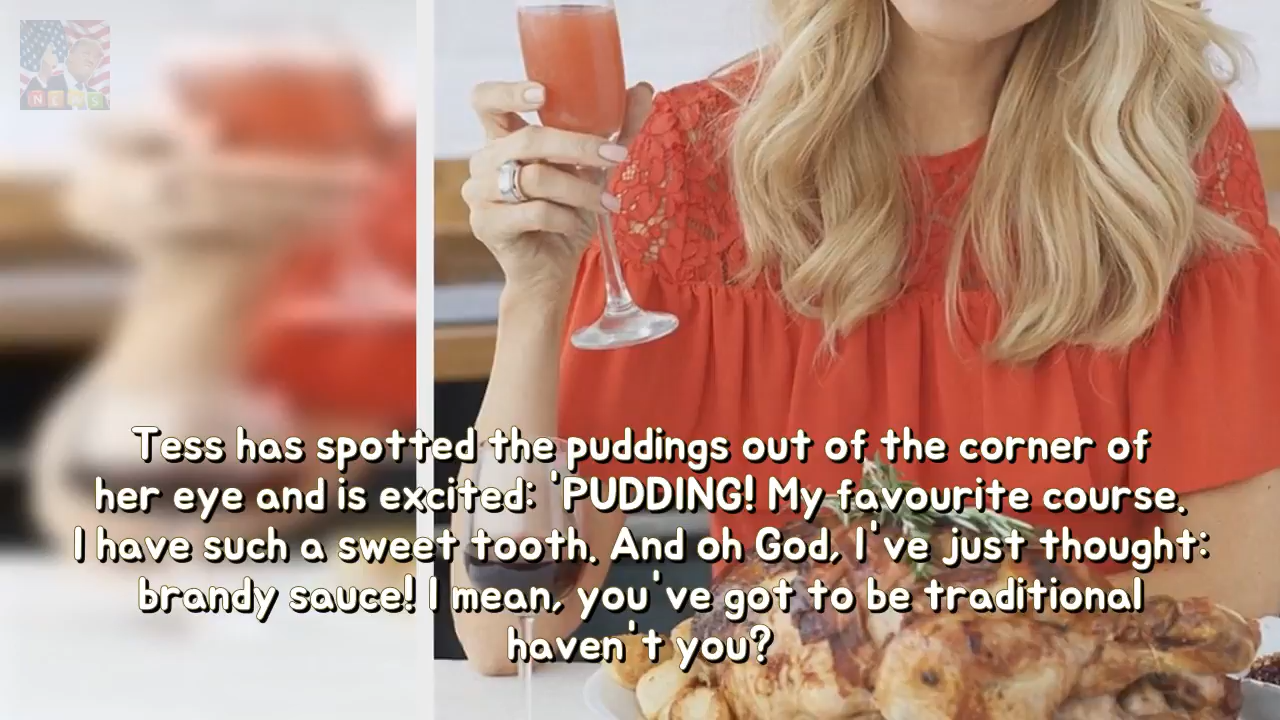 NEWS
Tess has spotted the puddings out of the corner of
her eye and is excited: 'PUDDING! My favourite course.
I have such a sweet tooth. And oh God, I've just thought:
brandy sauce! I mean, you've got to be traditional
haven't you?